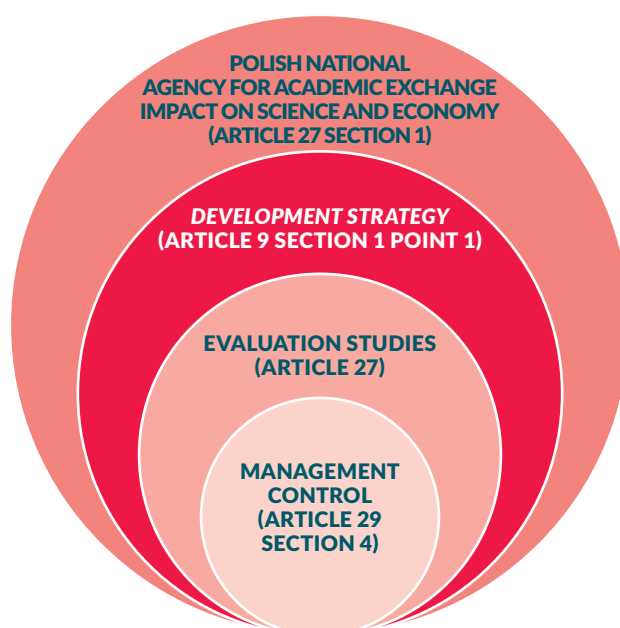 POLISH NATIONAL
AGENCY FOR ACADEMIC EXCHANGE
IMPACT ON SCIENCE AND ECONOMY
(ARTICLE 27 SECTION 1)
DEVELOPMENT STRATEGY
(ARTICLE 9 SECTION 1 POINT 1)
EVALUATION STUDIES
(ARTICLE 27)
MANAGEMENT
CONTROL
(ARTICLE 29
SECTION 4)